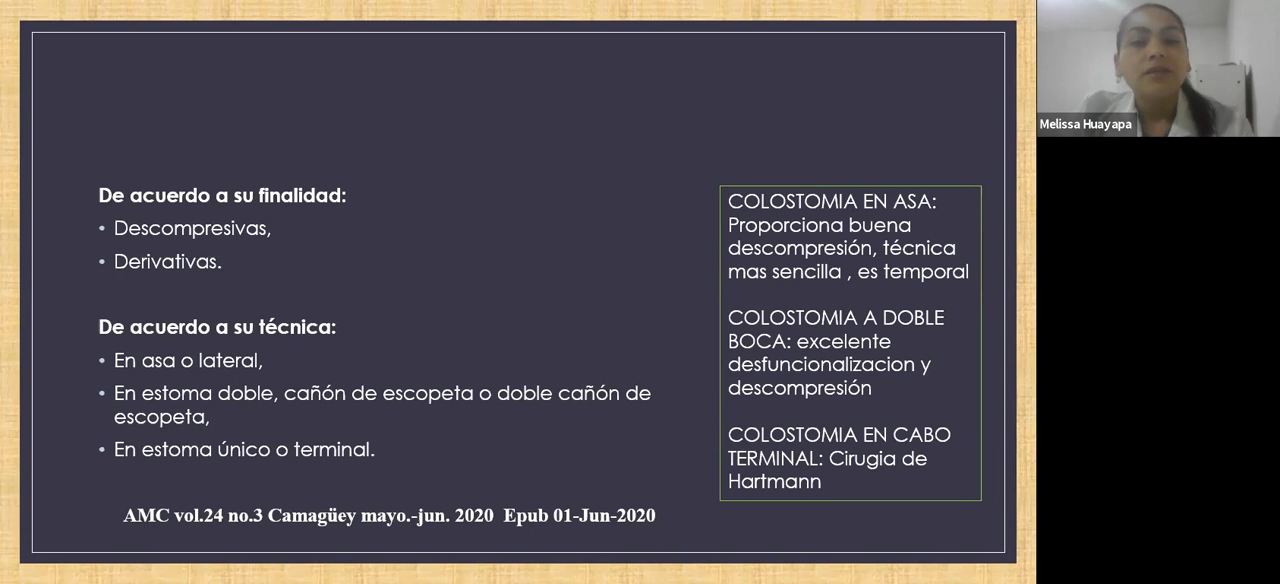 De acuerdo a su finalidad:
• Descompresivas,
• Derivativas.
De acuerdo a su técnica:
• En asa o lateral,
• En estoma doble, cañón de escopeta o doble cañón de
escopeta,
• En estoma único o terminal.
AMC vol.24 no.3 Camagüey mayo.-jun. 2020  Epub 01-Jun-2020
COLOSTOMIA EN ASA:
Proporciona buena
descompresión, técnica
mas sencilla , es temporal
COLOSTOMIA A DOBLE
BOCA: excelente
desfuncionalizacion y
descompresión
COLOSTOMIA EN CABO
TERMINAL: Cirugia de
Hartmann
Melissa Huayapa